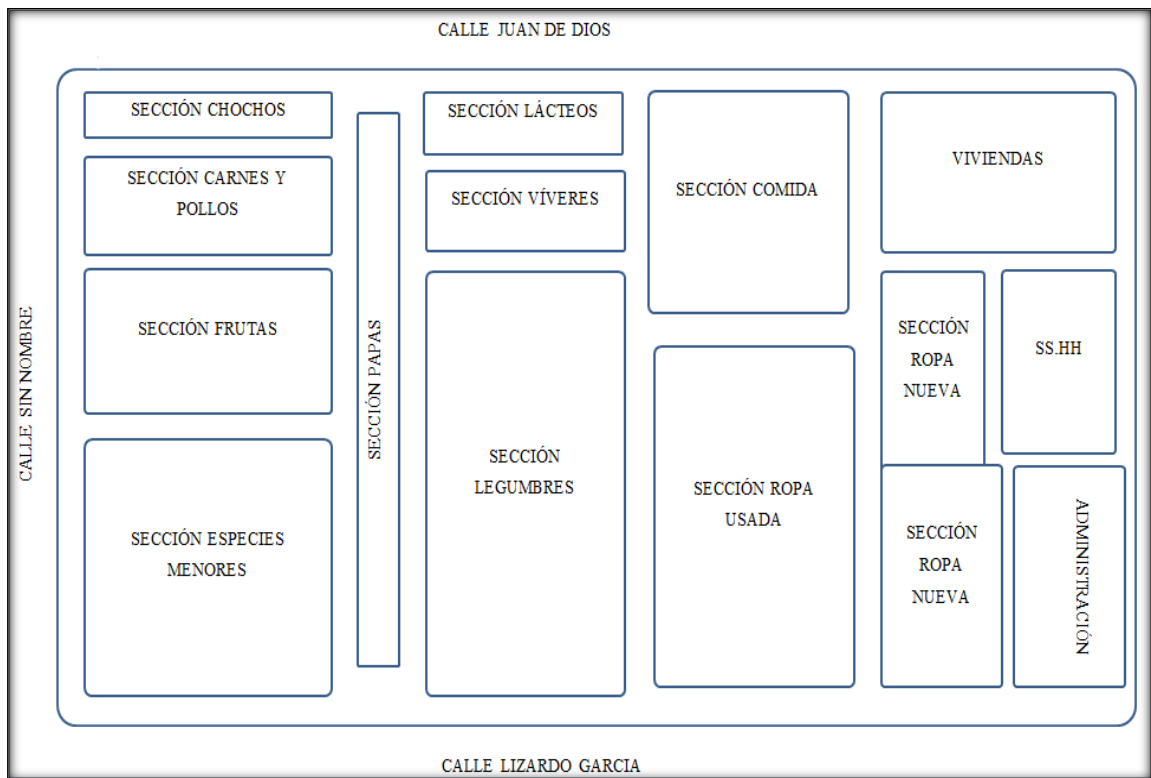 CALLE JUAN DE DIOS
SECCIÓN CHOCHOS
SECCIÓN CARNES Y
POLLOS
SECCIÓN FRUTAS
SECCIÓN ESPECIES
MENORES
CALLE SIN NOMBRE
SECCIÓN PAPAS
SECCIÓN LÁCTEOS
SECCIÓN VÍVERES
SECCIÓN
LEGUMBRES
SECCIÓN COMIDA
SECCIÓN ROPA
USADA
VIVIENDAS
SECCIÓN
ROPA
NUEVA
SS.HH
SECCIÓN
ROPA
NUEVA
ADMINISTRACIÓN
CALLE LIZARDO GARCIA